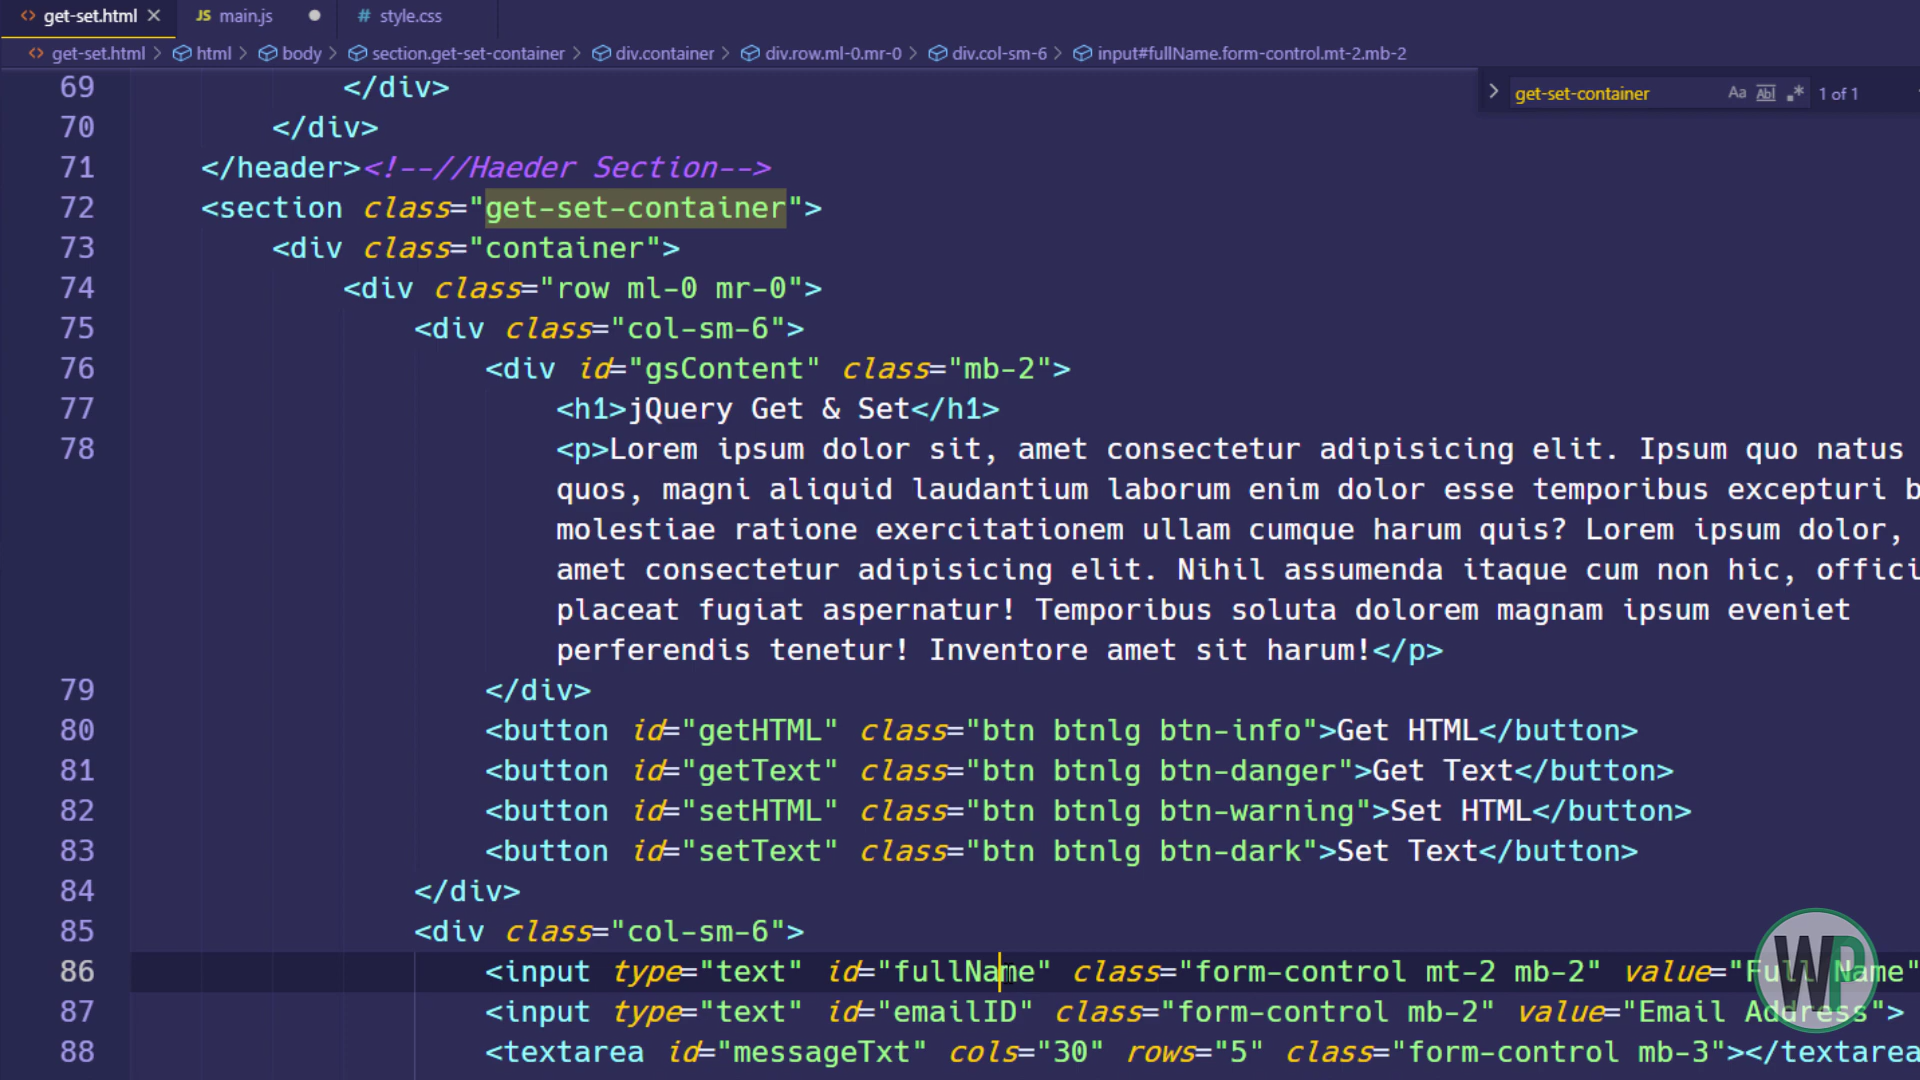 get-set.html main.js style.css
get-set.html > html > body > section.get-set-container > div.container > div.row.ml-0.mr-0 > div.col-sm-6 > input#fullName.form-control.mt-2.mb-2
get-set-container Aa Abl .* 1 of 1
69 </div>
70 </div>
71 </header><!--//Haeder Section-->
72 <section class="get-set-container">
73 <div class="container">
74 <div class="row ml-0 mr-0">
75 <div class="col-sm-6">
76 <div id="gsContent" class="mb-2">
77 <h1>jQuery Get & Set</h1>
78 <p>Lorem ipsum dolor sit, amet consectetur adipisicing elit. Ipsum quo natus
quos, magni aliquid laudantium laborum enim dolor esse temporibus excepturi b
molestiae ratione exercitationem ullam cumque harum quis? Lorem ipsum dolor,
amet consectetur adipisicing elit. Nihil assumenda itaque cum non hic, offici
placeat fugiat aspernatur! Temporibus soluta dolorem magnam ipsum eveniet
perferendis tenetur! Inventore amet sit harum!</p>
79 </div>
80 <button id="getHTML" class="btn btnlg btn-info">Get HTML</button>
81 <button id="getText" class="btn btnlg btn-danger">Get Text</button>
82 <button id="setHTML" class="btn btnlg btn-warning">Set HTML</button>
83 <button id="setText" class="btn btnlg btn-dark">Set Text</button>
84 </div>
85 <div class="col-sm-6">
86 <input type="text" id="fullName" class="form-control mt-2 mb-2" value="Full Name"
87 <input type="text" id="emailID" class="form-control mb-2" value="Email Address">
88 <textarea id="messageTxt" cols="30" rows="5" class="form-control mb-3"></textarea
WP